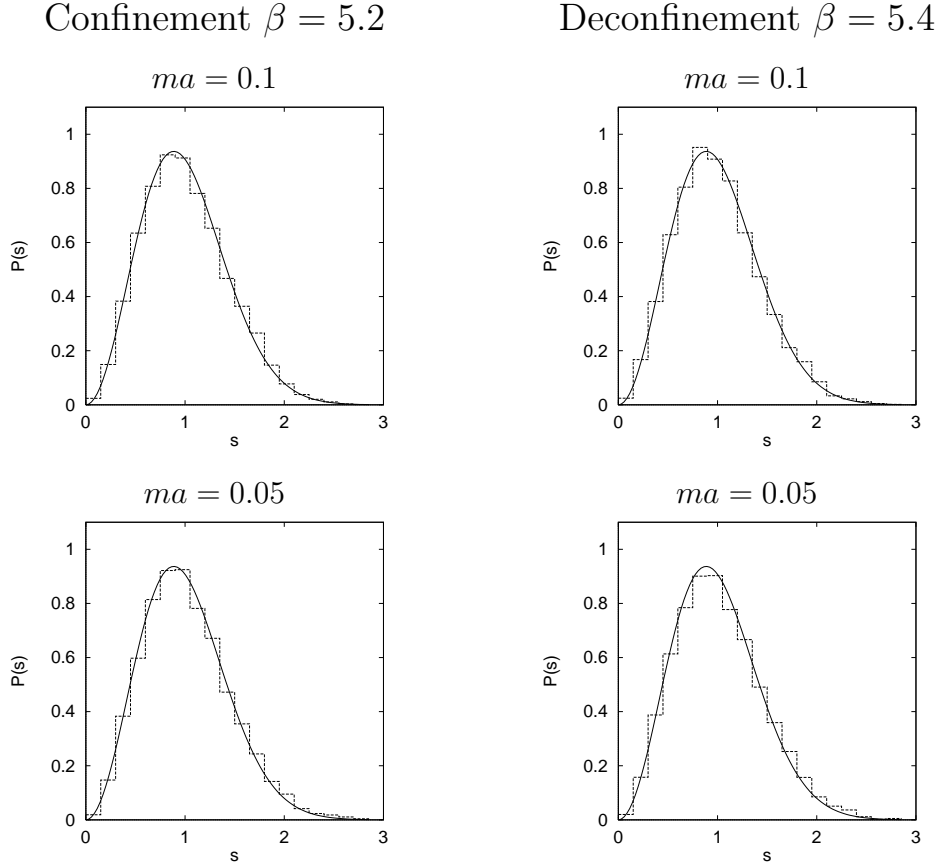 Confinement β = 5.2
Deconfinement β = 5.4
ma = 0.1
P(s)
1
0.8
0.6
0.4
0.2
0
0 1 2 3
s
ma = 0.1
P(s)
1
0.8
0.6
0.4
0.2
0
0 1 2 3
s
ma = 0.05
P(s)
1
0.8
0.6
0.4
0.2
0
0 1 2 3
s
ma = 0.05
P(s)
1
0.8
0.6
0.4
0.2
0
0 1 2 3
s